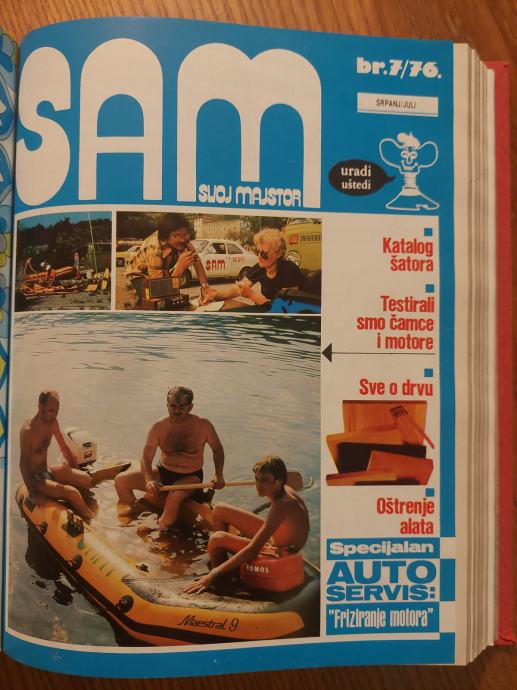 br. 7/76.
SAM
SRPANJ/JULI
SVOJ MAJSTOR
uradi
uštedi
Katalog
šatora
SAM
Testirali
smo čamce
i motore
Sve o drvu
Oštrenje
alata
TOMOS
Specijalan
AUTO
SERVIS:
"Friziranje motora"
Maestral 9